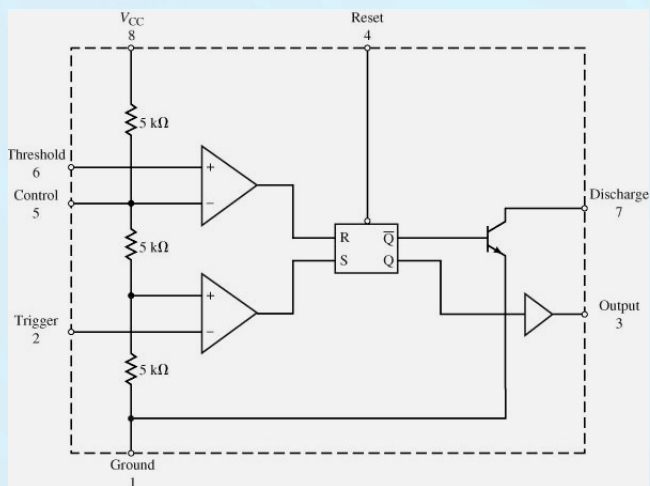 V_CC
8
Reset
4
5 kΩ
Threshold
6
+
Control
5
−
Discharge
7
R
Q̅
5 kΩ
S
Q
+
Output
3
Trigger
2
−
5 kΩ
Ground
1